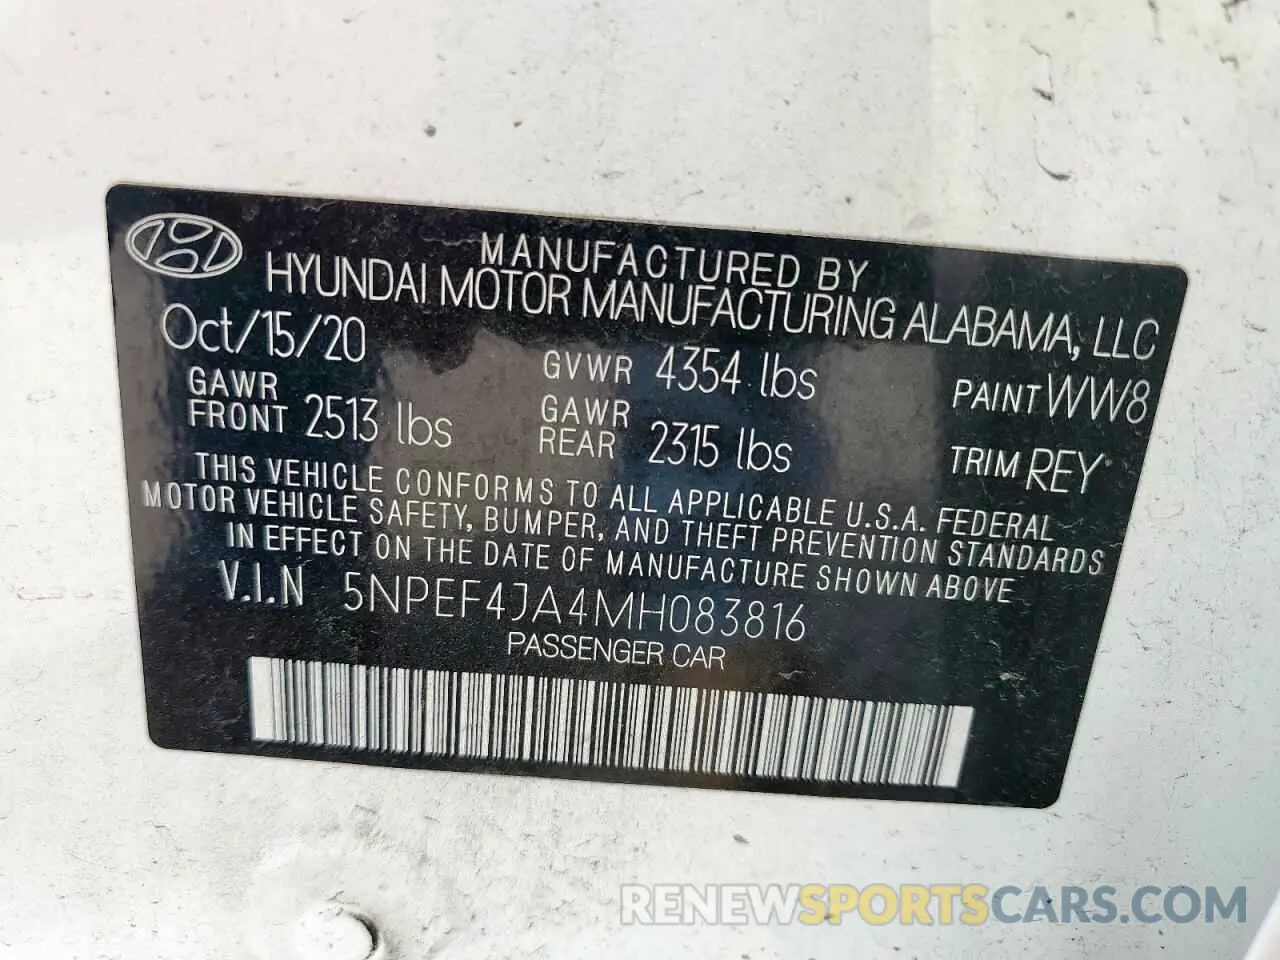 MANUFACTURED BY
HYUNDAI MOTOR MANUFACTURING ALABAMA, LLC
Oct/15/20
GVWR 4354 lbs
PAINT WW8
GAWR
FRONT 2513 lbs
GAWR
REAR 2315 lbs
TRIM REY
THIS VEHICLE CONFORMS TO ALL APPLICABLE U.S.A. FEDERAL
MOTOR VEHICLE SAFETY, BUMPER, AND THEFT PREVENTION STANDARDS
IN EFFECT ON THE DATE OF MANUFACTURE SHOWN ABOVE
V.I.N 5NPEF4JA4MH083816
PASSENGER CAR
RENEWSPORTSCARS.COM